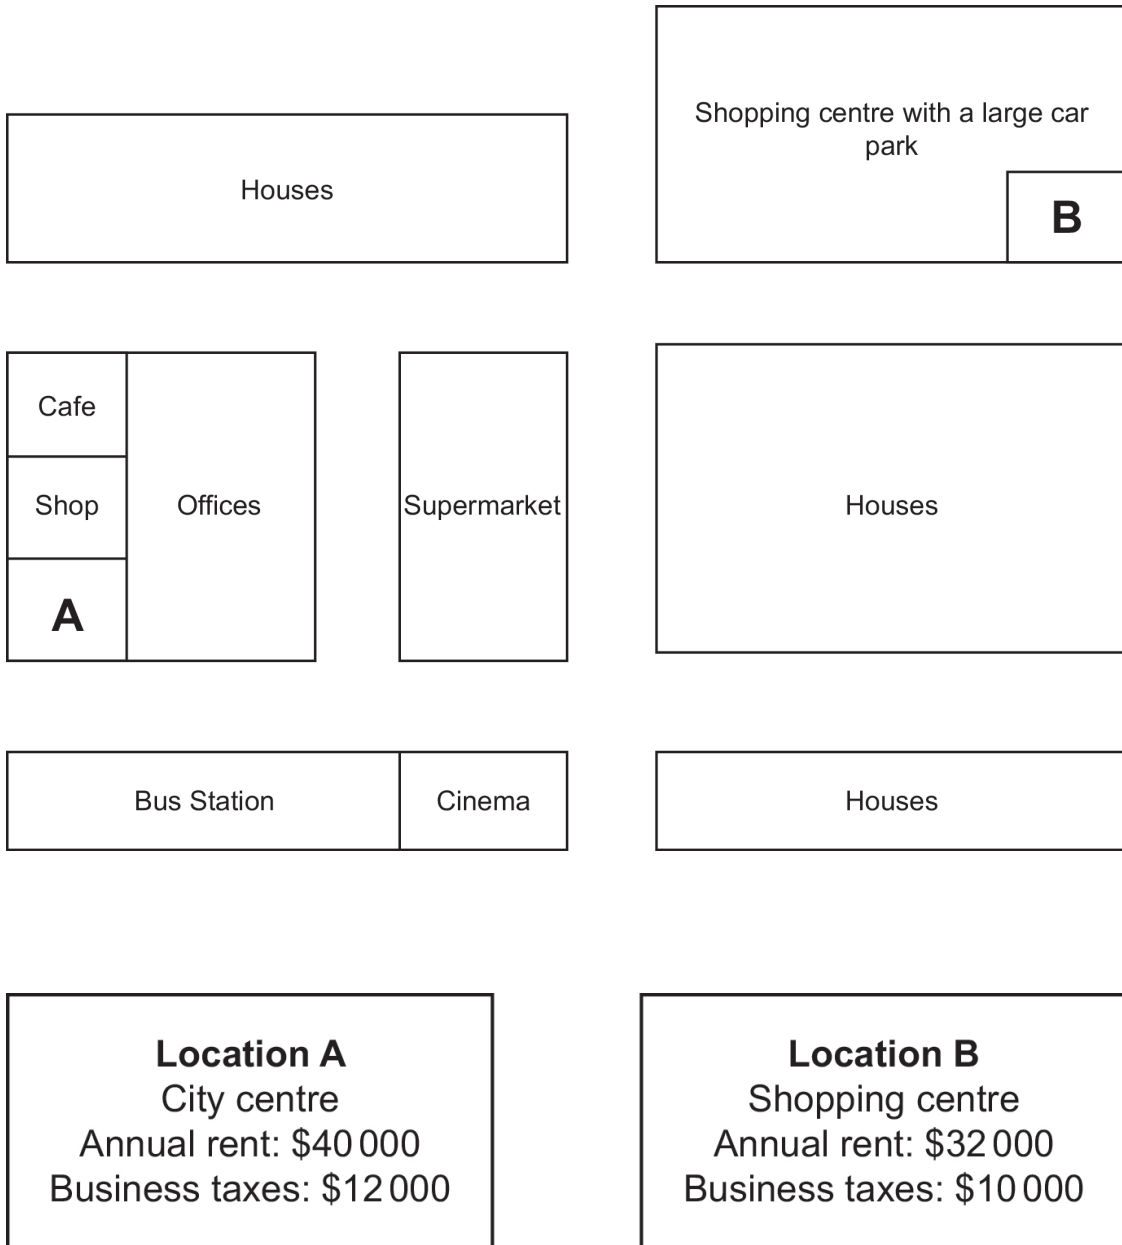 Shopping centre with a large car
park
Houses
B
Cafe
Shop
Offices
Supermarket
Houses
A
Bus Station
Cinema
Houses
Location A
City centre
Annual rent: $40 000
Business taxes: $12 000
Location B
Shopping centre
Annual rent: $32 000
Business taxes: $10 000